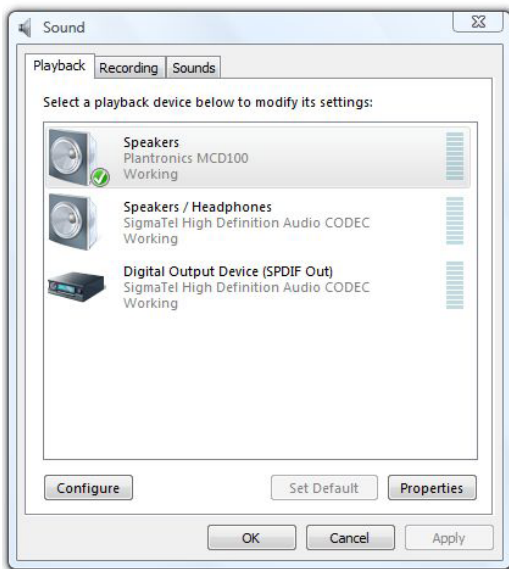 Sound
Playback Recording Sounds
Select a playback device below to modify its settings:
Speakers
Plantronics MCD100
Working
Speakers / Headphones
SigmaTel High Definition Audio CODEC
Working
Digital Output Device (SPDIF Out)
SigmaTel High Definition Audio CODEC
Working
Configure Set Default Properties
OK Cancel Apply